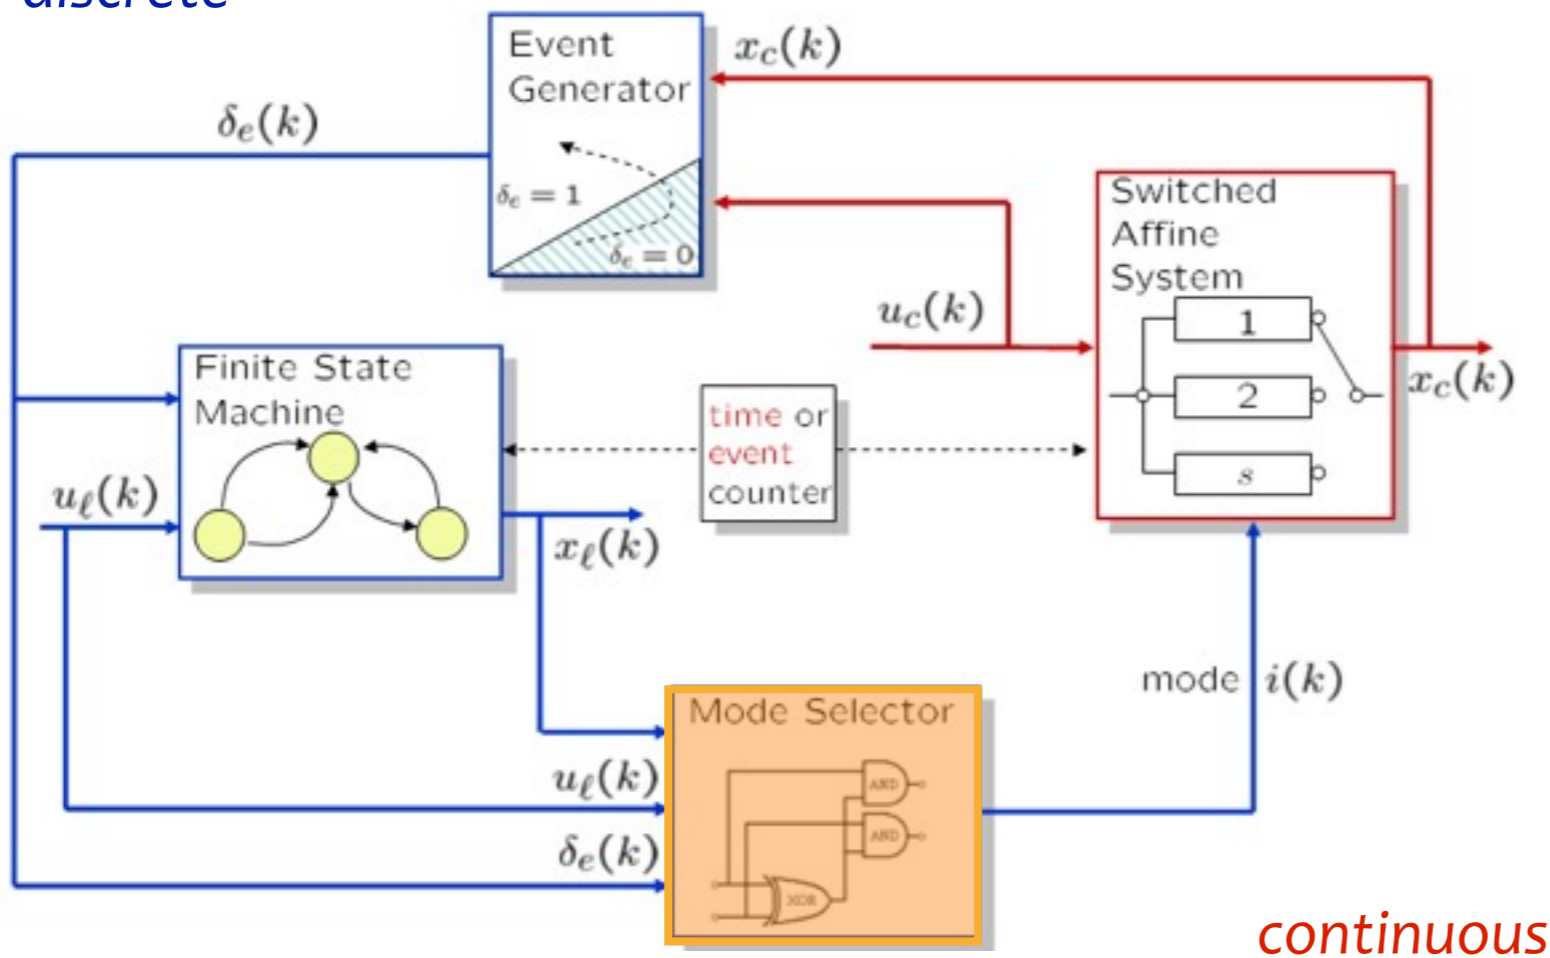 discrete
Event
Generator
x_c(k)
δ_e(k)
δ_e = 1
δ_e = 0
Switched
Affine
System
1
2
s
u_c(k)
x_c(k)
Finite State
Machine
time or
event
counter
u_ℓ(k)
x_ℓ(k)
mode i(k)
Mode Selector
AND
AND
XOR
u_ℓ(k)
δ_e(k)
continuous